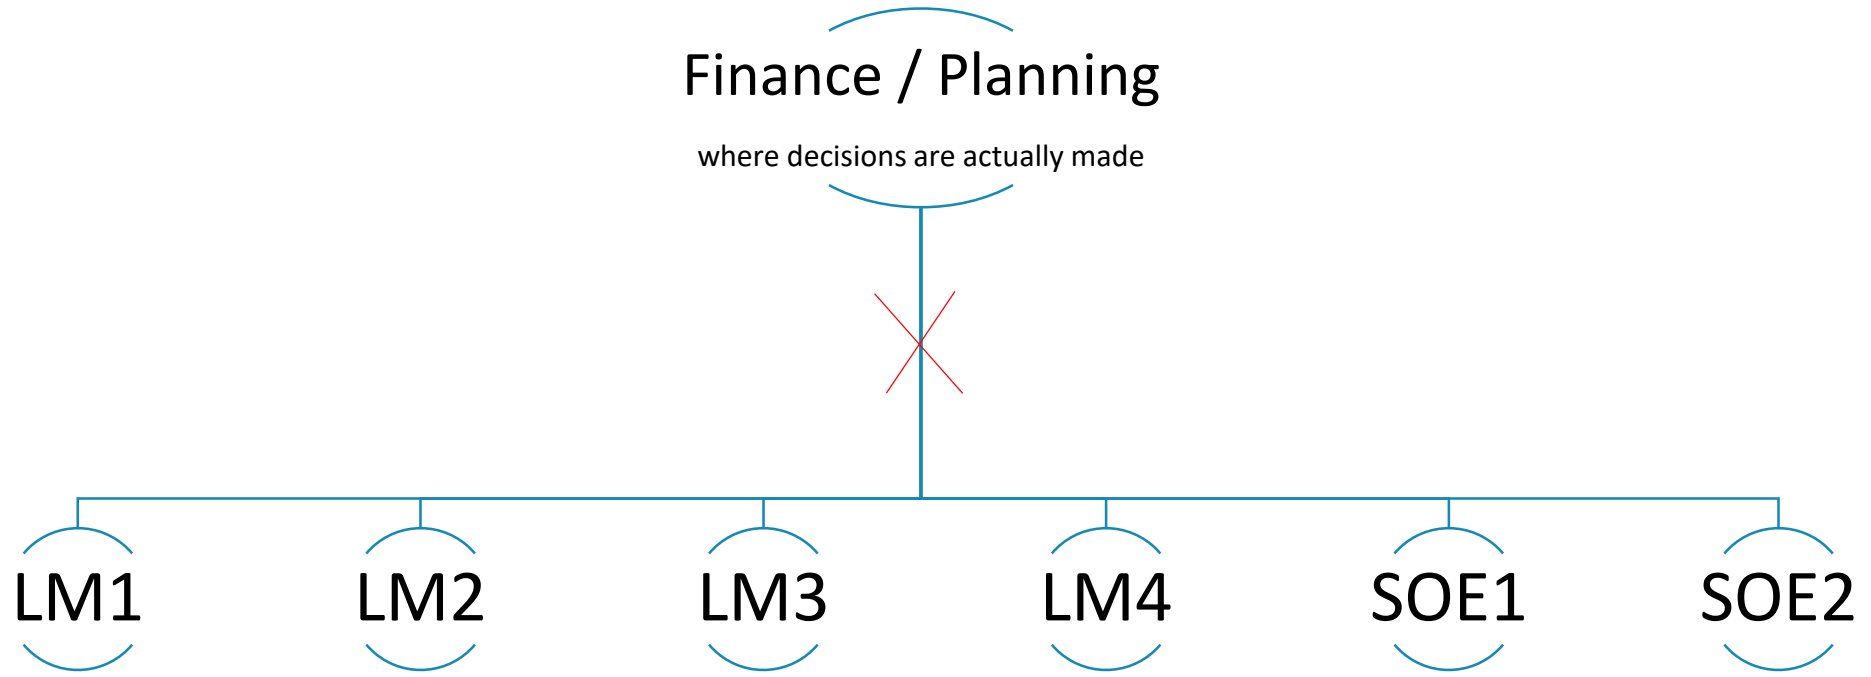 Finance / Planning
where decisions are actually made
LM1
LM2
LM3
LM4
SOE1
SOE2